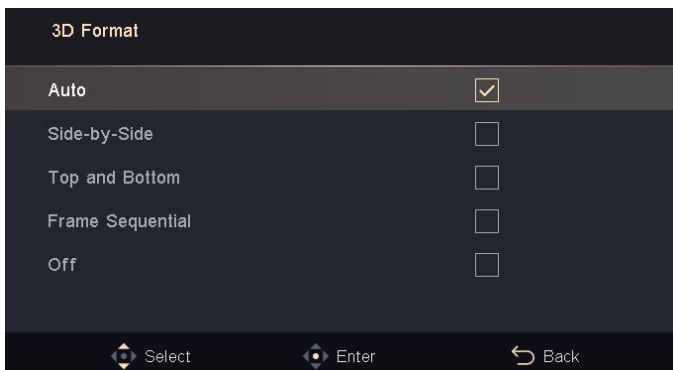 3D Format
Auto
Side-by-Side
Top and Bottom
Frame Sequential
Off
Select Enter Back